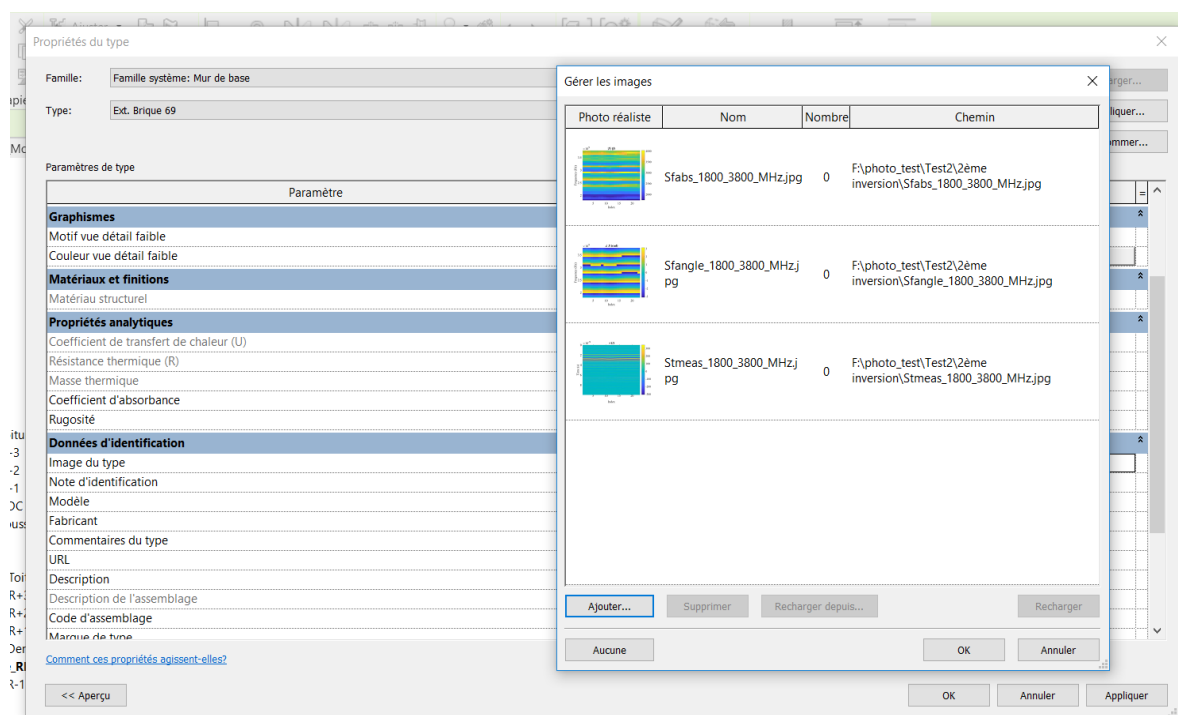 Propriétés du type
Famille:
Famille système: Mur de base
Type:
Ext. Brique 69
Paramètres de type
Paramètre
=
Graphismes
Motif vue détail faible
Couleur vue détail faible
Matériaux et finitions
Matériau structurel
Propriétés analytiques
Coefficient de transfert de chaleur (U)
Résistance thermique (R)
Masse thermique
Coefficient d'absorbance
Rugosité
Données d'identification
Image du type
Note d'identification
Modèle
Fabricant
Commentaires du type
URL
Description
Description de l'assemblage
Code d'assemblage
Marque de type
Comment ces propriétés agissent-elles?
<< Aperçu
OK
Annuler
Appliquer
Gérer les images
Photo réaliste
Nom
Nombre
Chemin
Sfabs_1800_3800_MHz.jpg
0
F:\photo_test\Test2\2ème
inversion\Sfabs_1800_3800_MHz.jpg
Sfangle_1800_3800_MHz.j
pg
0
F:\photo_test\Test2\2ème
inversion\Sfangle_1800_3800_MHz.jpg
Stmeas_1800_3800_MHz.j
pg
0
F:\photo_test\Test2\2ème
inversion\Stmeas_1800_3800_MHz.jpg
Ajouter...
Supprimer
Recharger depuis...
Recharger
Aucune
OK
Annuler